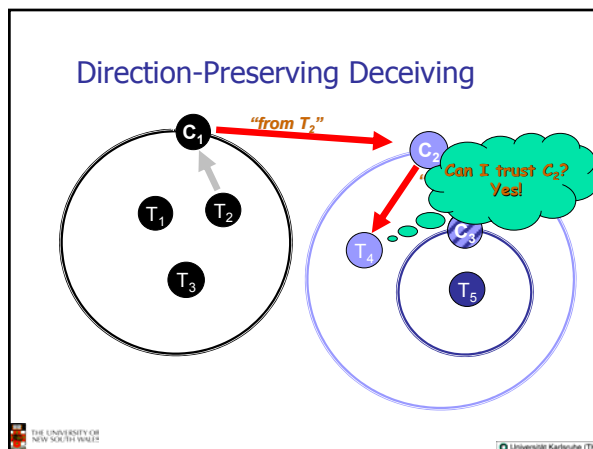 Direction-Preserving Deceiving
C₁
"from T₂"
C₂
Can I trust C₂?
Yes!
T₁
T₂
C₃
T₄
T₃
T₅
THE UNIVERSITY OF
NEW SOUTH WALES
Universität Karlsruhe (TH